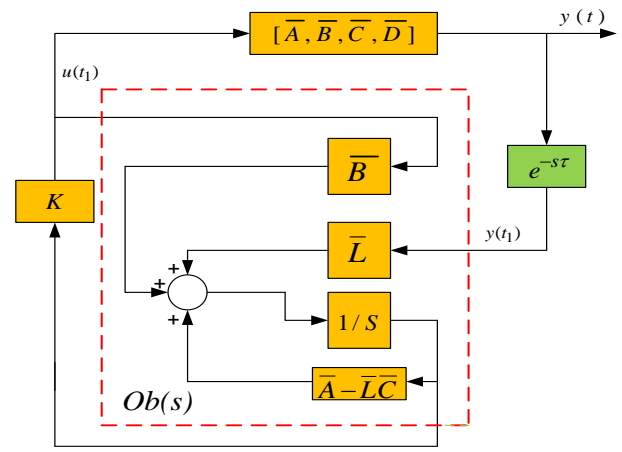 [ A̅ , B̅ , C̅ , D̅ ]
y ( t )
u(t₁)
B̅
e^{-sτ}
K
L̅
y(t₁)
+
+
+
1 / S
A̅ − L̅C̅
Ob(s)